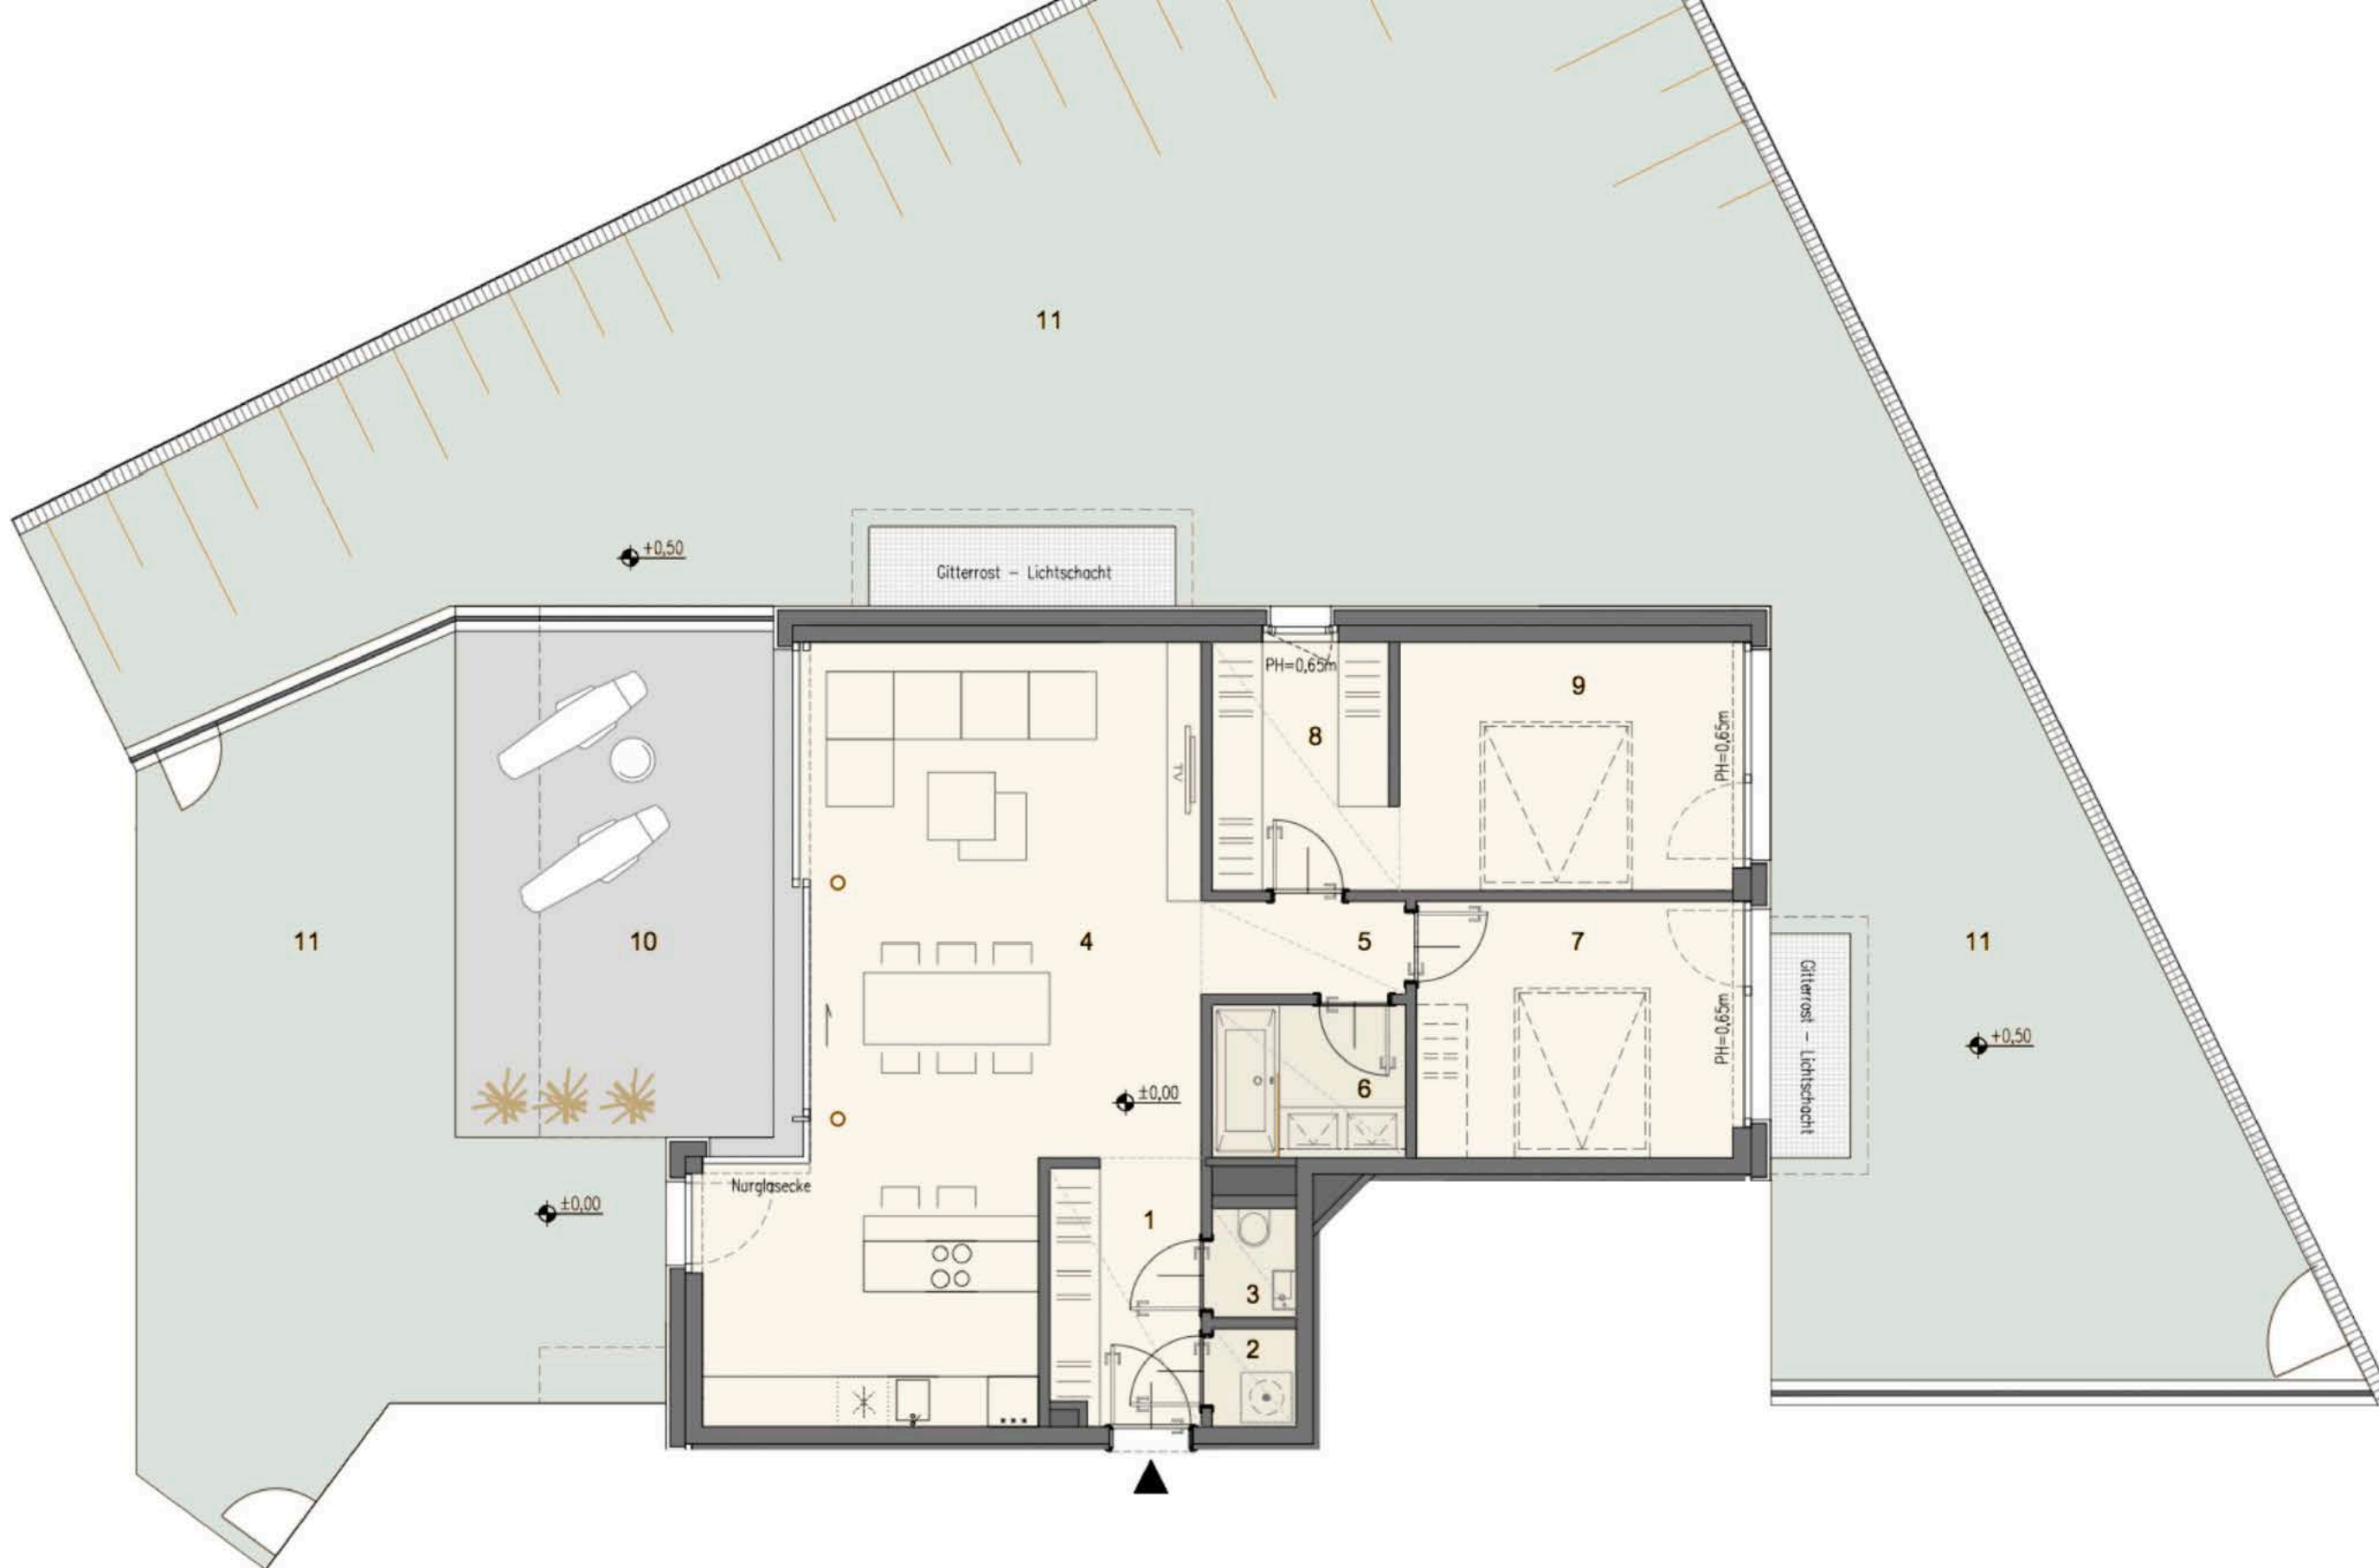 11
+0,50
Gitterrost - Lichtschacht
PH=0,65m
9
PH=0,65m
8
TV
11
10
4
5
7
11
Gitterrost - Lichtschacht
+0,50
PH=0,65m
6
±0,00
Nurglasecke
±0,00
1
3
2